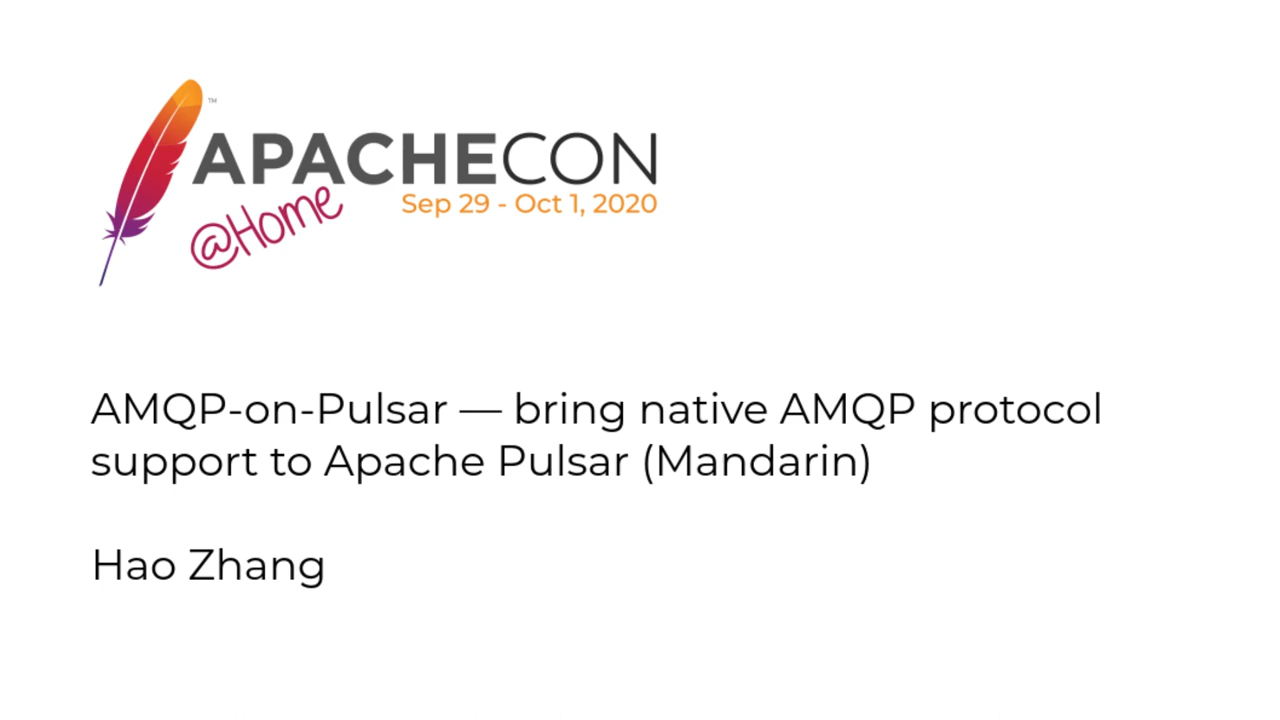 ™
APACHECON
@Home
Sep 29 - Oct 1, 2020
AMQP-on-Pulsar — bring native AMQP protocol
support to Apache Pulsar (Mandarin)
Hao Zhang